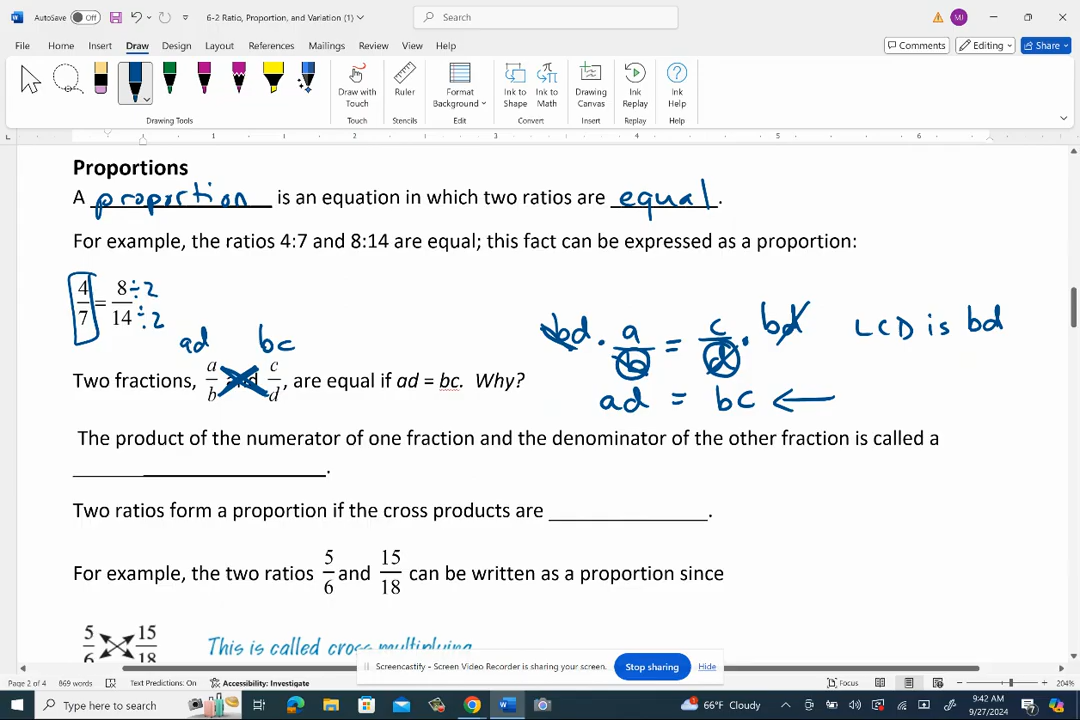 AutoSave Off 6-2 Ratio, Proportion, and Variation (1) Search MI
File Home Insert Draw Design Layout References Mailings Review View Help Comments Editing Share
Draw with Touch Ruler Format Background Ink to Shape Ink to Math Drawing Canvas Ink Replay Ink Help
Drawing Tools Touch Stencils Edit Convert Insert Replay Help
1 2 3 4 5 6
Proportions
A proportion is an equation in which two ratios are equal.
For example, the ratios 4:7 and 8:14 are equal; this fact can be expressed as a proportion:
4/7 = 8/14 ÷2 ÷2
ad bc
bd · a/b = c/d · bd LCD is bd
Two fractions, a/b and c/d, are equal if ad = bc. Why?
ad = bc ←
The product of the numerator of one fraction and the denominator of the other fraction is called a
____________________.
Two ratios form a proportion if the cross products are _______________.
For example, the two ratios 5/6 and 15/18 can be written as a proportion since
5/6 15/18 This is called cross multiplying
Screencastify - Screen Video Recorder is sharing your screen. Stop sharing Hide
Page 2 of 4 869 words Text Predictions: On Accessibility: Investigate Focus 204%
Type here to search 66°F Cloudy 9:42 AM
9/27/2024